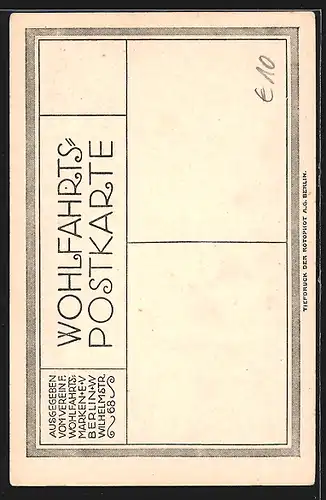 WOHLFAHRTS=
POSTKARTE
AUSGEGEBEN
VOM VEREIN F.
WOHLFAHRTS-
MARKEN·E·V
BERLIN·W
WILHELMSTR.
68
€ 10
TIEFDRUCK DER ROTOPHOT A.G. BERLIN.